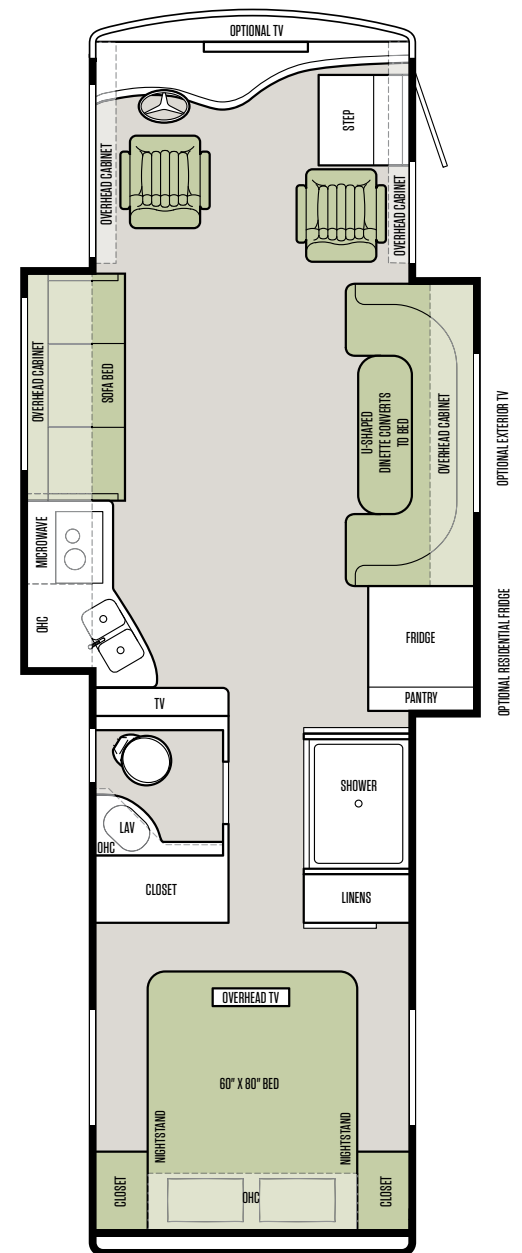 OPTIONAL TV
STEP
OVERHEAD CABINET
OVERHEAD CABINET
OVERHEAD CABINET
SOFA BED
U-SHAPED
DINETTE CONVERTS
TO BED
OVERHEAD CABINET
OPTIONAL EXTERIOR TV
MICROWAVE
OHC
FRIDGE
OPTIONAL RESIDENTIAL FRIDGE
PANTRY
TV
SHOWER
LAV
OHC
CLOSET
LINENS
OVERHEAD TV
60" X 80" BED
NIGHTSTAND
NIGHTSTAND
CLOSET
OHC
CLOSET